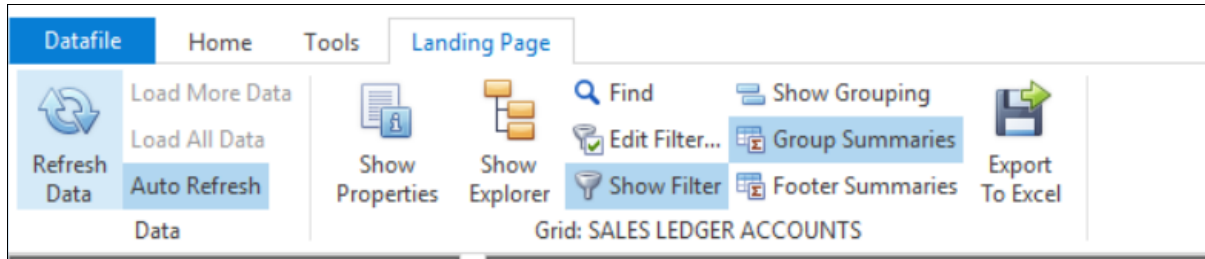 Datafile Home Tools Landing Page
Refresh
Data
Load More Data
Load All Data
Auto Refresh
Show
Properties
Show
Explorer
Find
Edit Filter...
Show Filter
Show Grouping
Group Summaries
Footer Summaries
Export
To Excel
Data
Grid: SALES LEDGER ACCOUNTS